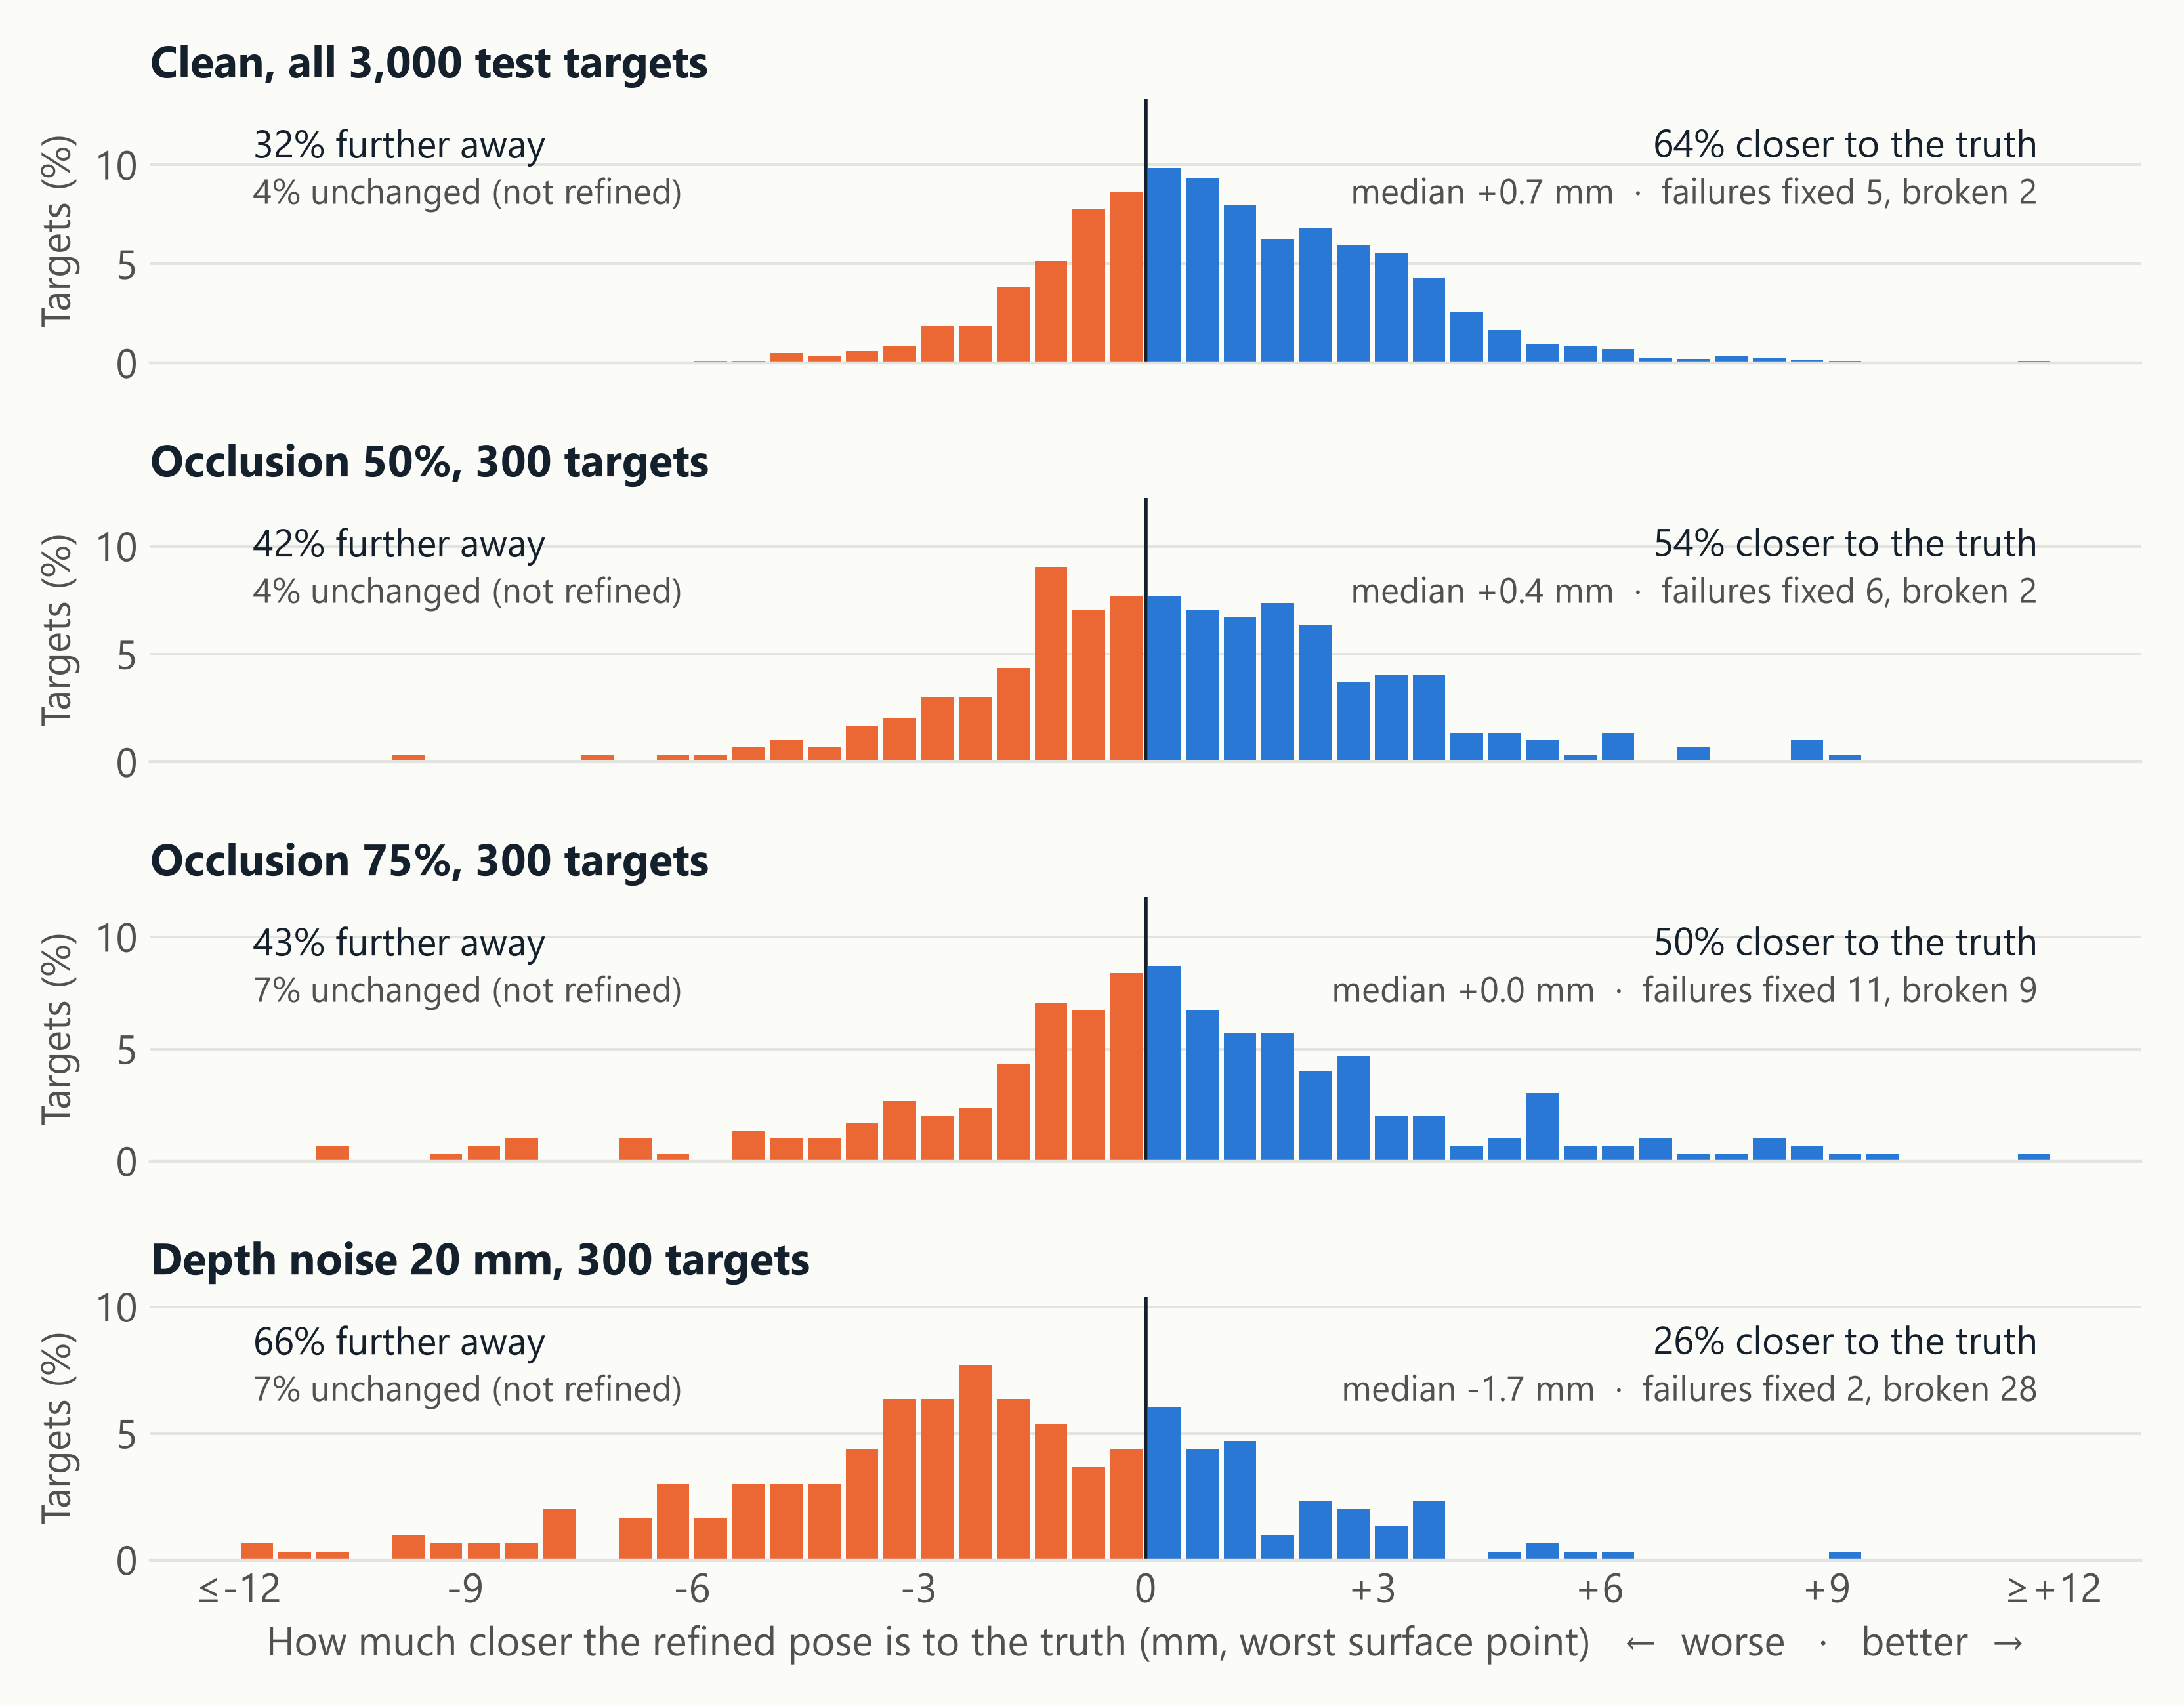 Clean, all 3,000 test targets
Targets (%)
10
5
0
32% further away
4% unchanged (not refined)
64% closer to the truth
median +0.7 mm · failures fixed 5, broken 2
Occlusion 50%, 300 targets
Targets (%)
10
5
0
42% further away
4% unchanged (not refined)
54% closer to the truth
median +0.4 mm · failures fixed 6, broken 2
Occlusion 75%, 300 targets
Targets (%)
10
5
0
43% further away
7% unchanged (not refined)
50% closer to the truth
median +0.0 mm · failures fixed 11, broken 9
Depth noise 20 mm, 300 targets
Targets (%)
10
5
0
66% further away
7% unchanged (not refined)
26% closer to the truth
median -1.7 mm · failures fixed 2, broken 28
≤-12 -9 -6 -3 0 +3 +6 +9 ≥+12
How much closer the refined pose is to the truth (mm, worst surface point) ← worse · better →